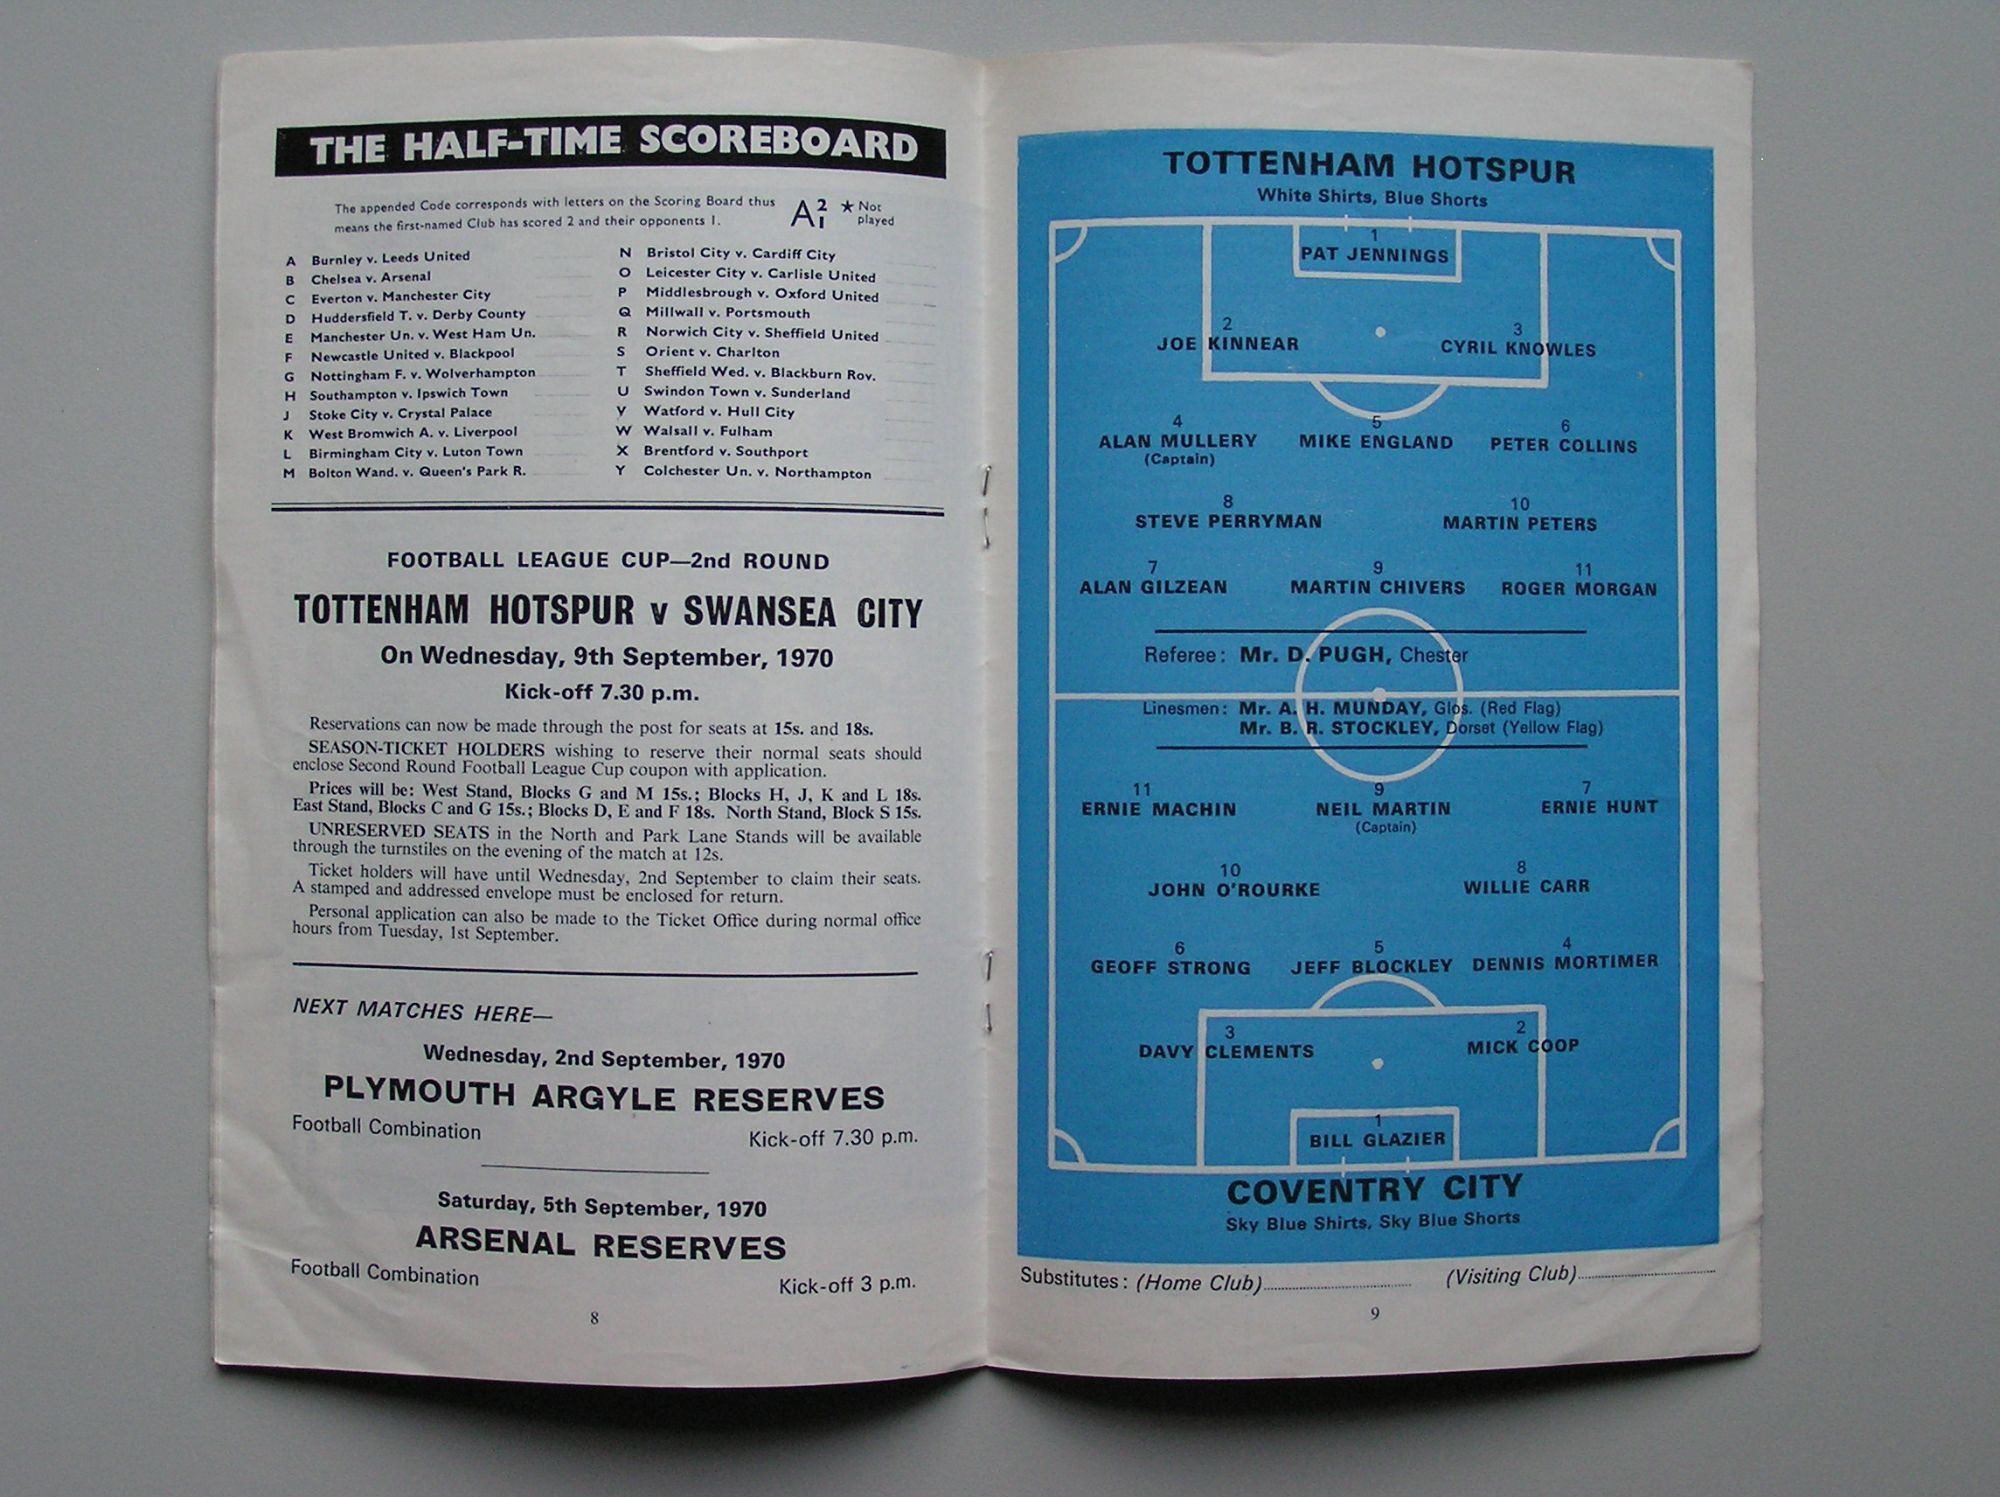 THE HALF-TIME SCOREBOARD
The appended Code corresponds with letters on the Scoring Board thus
means the first-named Club has scored 2 and their opponents 1.
A 2 1 ★ Not played
A Burnley v. Leeds United
B Chelsea v. Arsenal
C Everton v. Manchester City
D Huddersfield T. v. Derby County
E Manchester Un. v. West Ham Un.
F Newcastle United v. Blackpool
G Nottingham F. v. Wolverhampton
H Southampton v. Ipswich Town
J Stoke City v. Crystal Palace
K West Bromwich A. v. Liverpool
L Birmingham City v. Luton Town
M Bolton Wand. v. Queen's Park R.
N Bristol City v. Cardiff City
O Leicester City v. Carlisle United
P Middlesbrough v. Oxford United
Q Millwall v. Portsmouth
R Norwich City v. Sheffield United
S Orient v. Charlton
T Sheffield Wed. v. Blackburn Rov.
U Swindon Town v. Sunderland
V Watford v. Hull City
W Walsall v. Fulham
X Brentford v. Southport
Y Colchester Un. v. Northampton
FOOTBALL LEAGUE CUP—2nd ROUND
TOTTENHAM HOTSPUR v SWANSEA CITY
On Wednesday, 9th September, 1970
Kick-off 7.30 p.m.
Reservations can now be made through the post for seats at 15s. and 18s.
SEASON-TICKET HOLDERS wishing to reserve their normal seats should
enclose Second Round Football League Cup coupon with application.
Prices will be: West Stand, Blocks G and M 15s.; Blocks H, J, K and L 18s.
East Stand, Blocks C and G 15s.; Blocks D, E and F 18s. North Stand, Block S 15s.
UNRESERVED SEATS in the North and Park Lane Stands will be available
through the turnstiles on the evening of the match at 12s.
Ticket holders will have until Wednesday, 2nd September to claim their seats.
A stamped and addressed envelope must be enclosed for return.
Personal application can also be made to the Ticket Office during normal office
hours from Tuesday, 1st September.
NEXT MATCHES HERE—
Wednesday, 2nd September, 1970
PLYMOUTH ARGYLE RESERVES
Football Combination Kick-off 7.30 p.m.
Saturday, 5th September, 1970
ARSENAL RESERVES
Football Combination Kick-off 3 p.m.
8
TOTTENHAM HOTSPUR
White Shirts, Blue Shorts
1
PAT JENNINGS
2 3
JOE KINNEAR CYRIL KNOWLES
4 5 6
ALAN MULLERY MIKE ENGLAND PETER COLLINS
(Captain)
8 10
STEVE PERRYMAN MARTIN PETERS
7 9 11
ALAN GILZEAN MARTIN CHIVERS ROGER MORGAN
Referee: Mr. D. PUGH, Chester
Linesmen: Mr. A. H. MUNDAY, Glos. (Red Flag)
Mr. B. R. STOCKLEY, Dorset (Yellow Flag)
11 9 7
ERNIE MACHIN NEIL MARTIN ERNIE HUNT
(Captain)
10 8
JOHN O'ROURKE WILLIE CARR
6 5 4
GEOFF STRONG JEFF BLOCKLEY DENNIS MORTIMER
3 2
DAVY CLEMENTS MICK COOP
1
BILL GLAZIER
COVENTRY CITY
Sky Blue Shirts, Sky Blue Shorts
Substitutes: (Home Club).......... (Visiting Club)..........
9